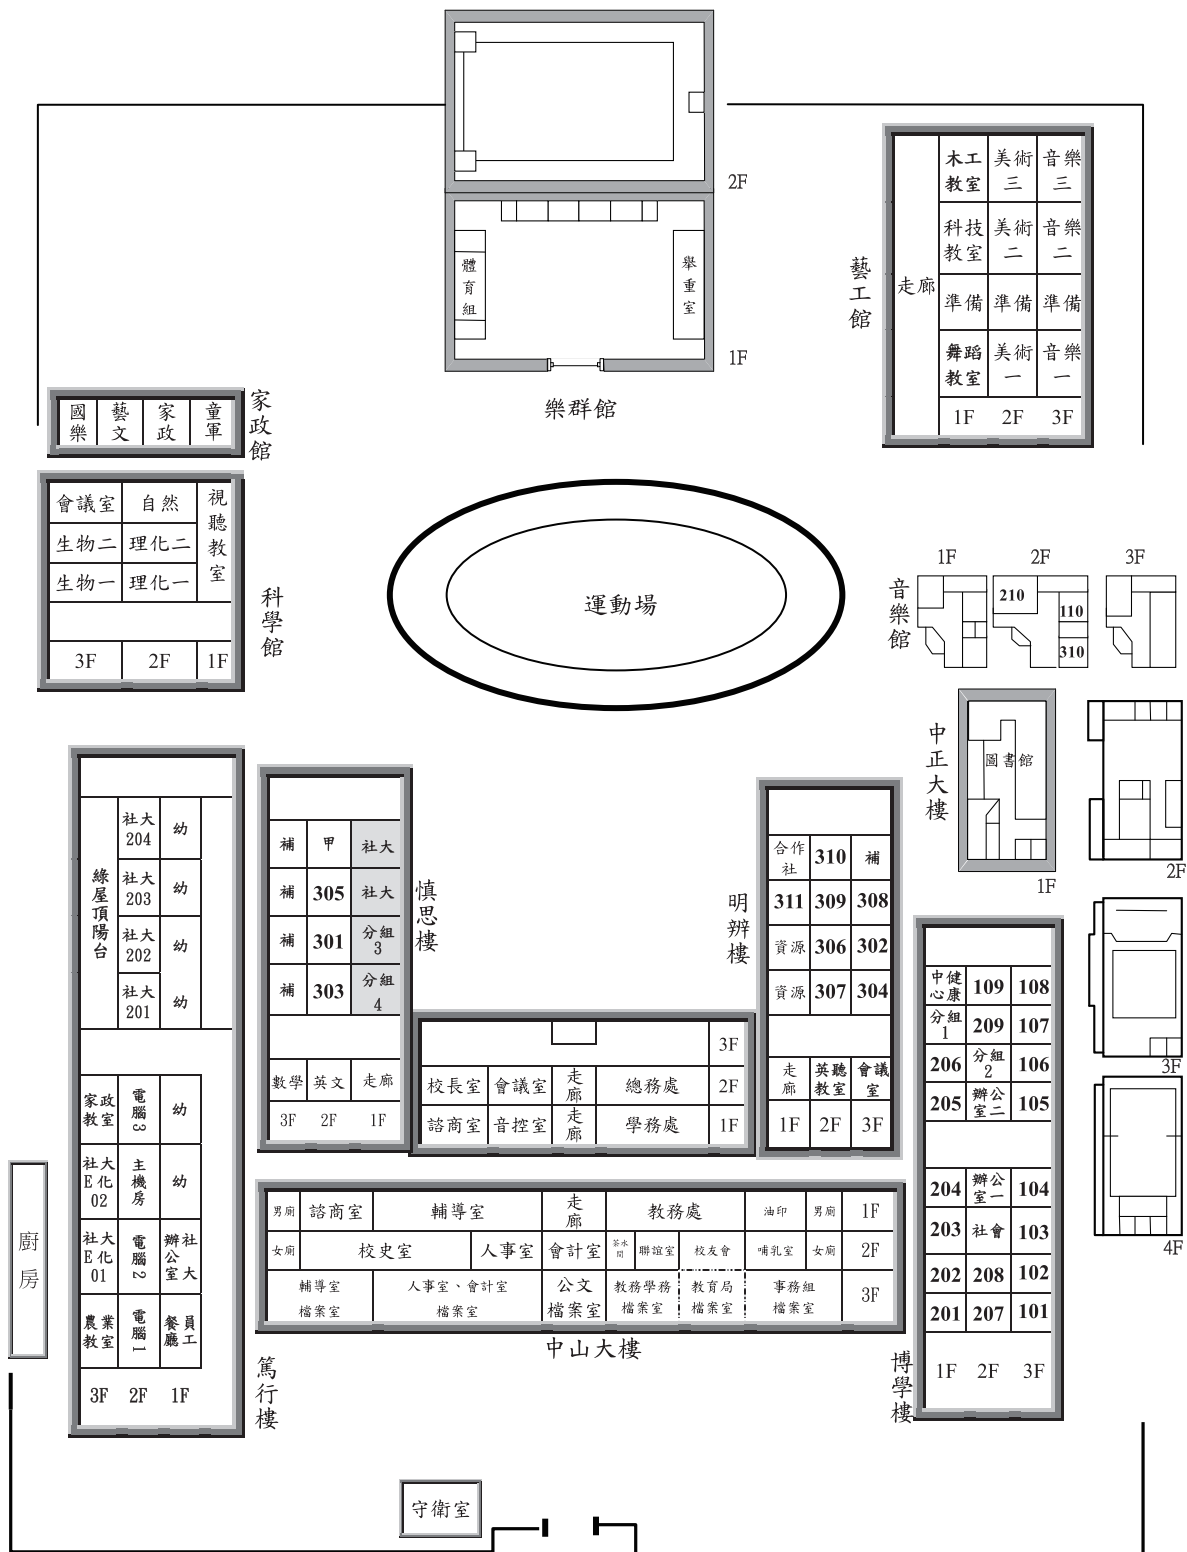 2F
體育組
舉重室
1F
樂群館
藝工館
走廊
木工教室 美術三 音樂三
科技教室 美術二 音樂二
準備 準備 準備
舞蹈教室 美術一 音樂一
1F 2F 3F
國樂 藝文 家政 童軍
家政館
會議室 自然 視聽教室
生物二 理化二
生物一 理化一
3F 2F 1F
科學館
運動場
音樂館
1F 2F 3F
210
110
310
中正大樓
圖書館
1F
2F
3F
4F
綠屋頂陽台
社大204 幼
社大203 幼
社大202 幼
社大201 幼
家政教室 電腦3 幼
社大E化02 主機房 幼
社大E化01 電腦2 社大辦公室
農業教室 電腦1 員工餐廳
3F 2F 1F
篤行樓
廚房
補 甲 社大
補 305 社大
補 301 分組3
補 303 分組4
數學 英文 走廊
3F 2F 1F
慎思樓
3F
校長室 會議室 走廊 總務處 2F
諮商室 音控室 走廊 學務處 1F
明辨樓
合作社 310 補
311 309 308
資源 306 302
資源 307 304
走廊 英聽教室 會議室
1F 2F 3F
男廁 諮商室 輔導室 走廊 教務處 油印 男廁 1F
女廁 校史室 人事室 會計室 茶水間 聯誼室 校友會 哺乳室 女廁 2F
輔導室檔案室 人事室、會計室檔案室 公文檔案室 教務學務檔案室 教育局檔案室 事務組檔案室 3F
中山大樓
中健心康 109 108
分組1 209 107
206 分組2 106
205 辦公室二 105
204 辦公室一 104
203 社會 103
202 208 102
201 207 101
1F 2F 3F
博學樓
守衛室